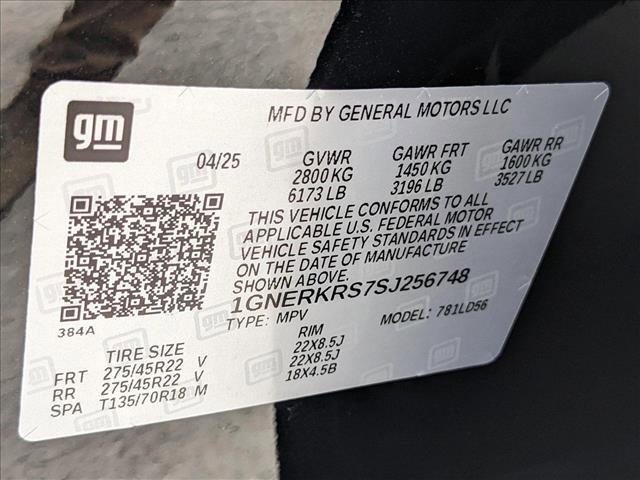 gm
MFD BY GENERAL MOTORS LLC
04/25 GVWR GAWR FRT GAWR RR
2800 KG 1450 KG 1600 KG
6173 LB 3196 LB 3527 LB
THIS VEHICLE CONFORMS TO ALL
APPLICABLE U.S. FEDERAL MOTOR
VEHICLE SAFETY STANDARDS IN EFFECT
ON THE DATE OF MANUFACTURE
SHOWN ABOVE.
1GNERKRS7SJ256748
384A
TYPE: MPV MODEL: 781LD56
TIRE SIZE RIM
FRT 275/45R22 V 22X8.5J
RR 275/45R22 V 22X8.5J
SPA T135/70R18 M 18X4.5B